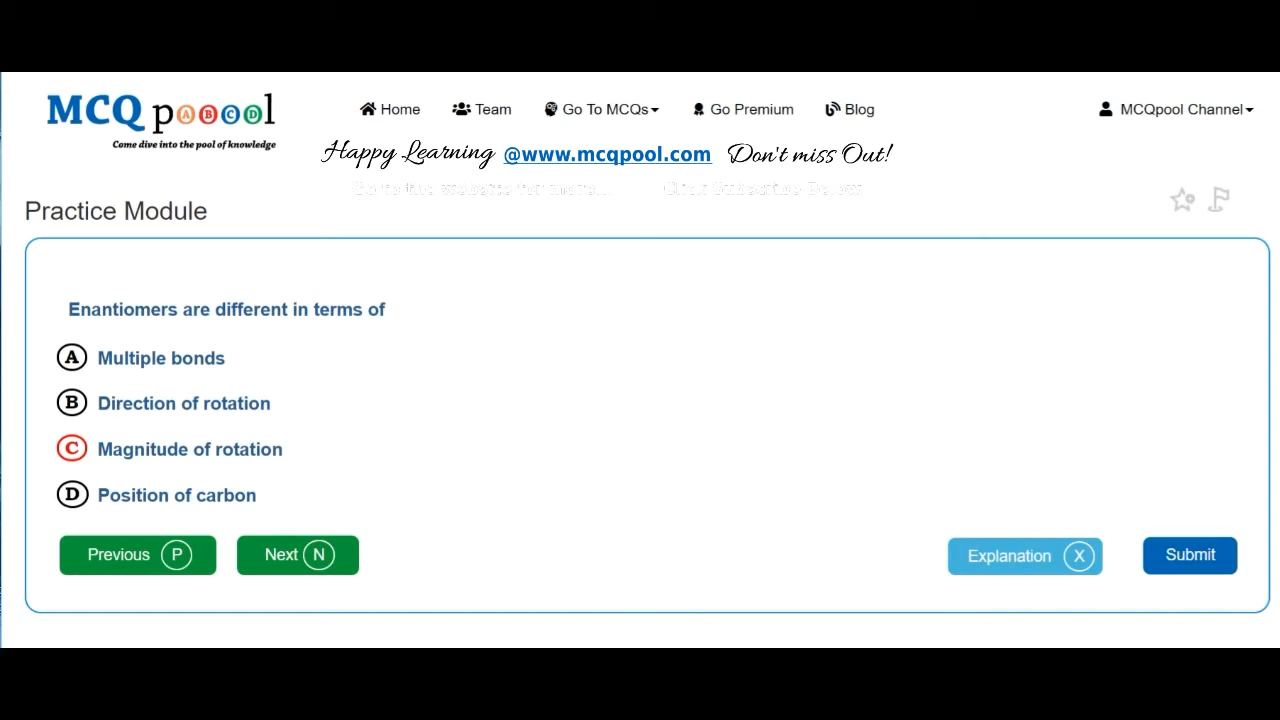 MCQ pABCDl
Come dive into the pool of knowledge
Home Team Go To MCQs Go Premium Blog MCQpool Channel
Happy Learning @www.mcqpool.com Don't miss Out!
Practice Module
Enantiomers are different in terms of
A Multiple bonds
B Direction of rotation
C Magnitude of rotation
D Position of carbon
Previous P Next N Explanation X Submit